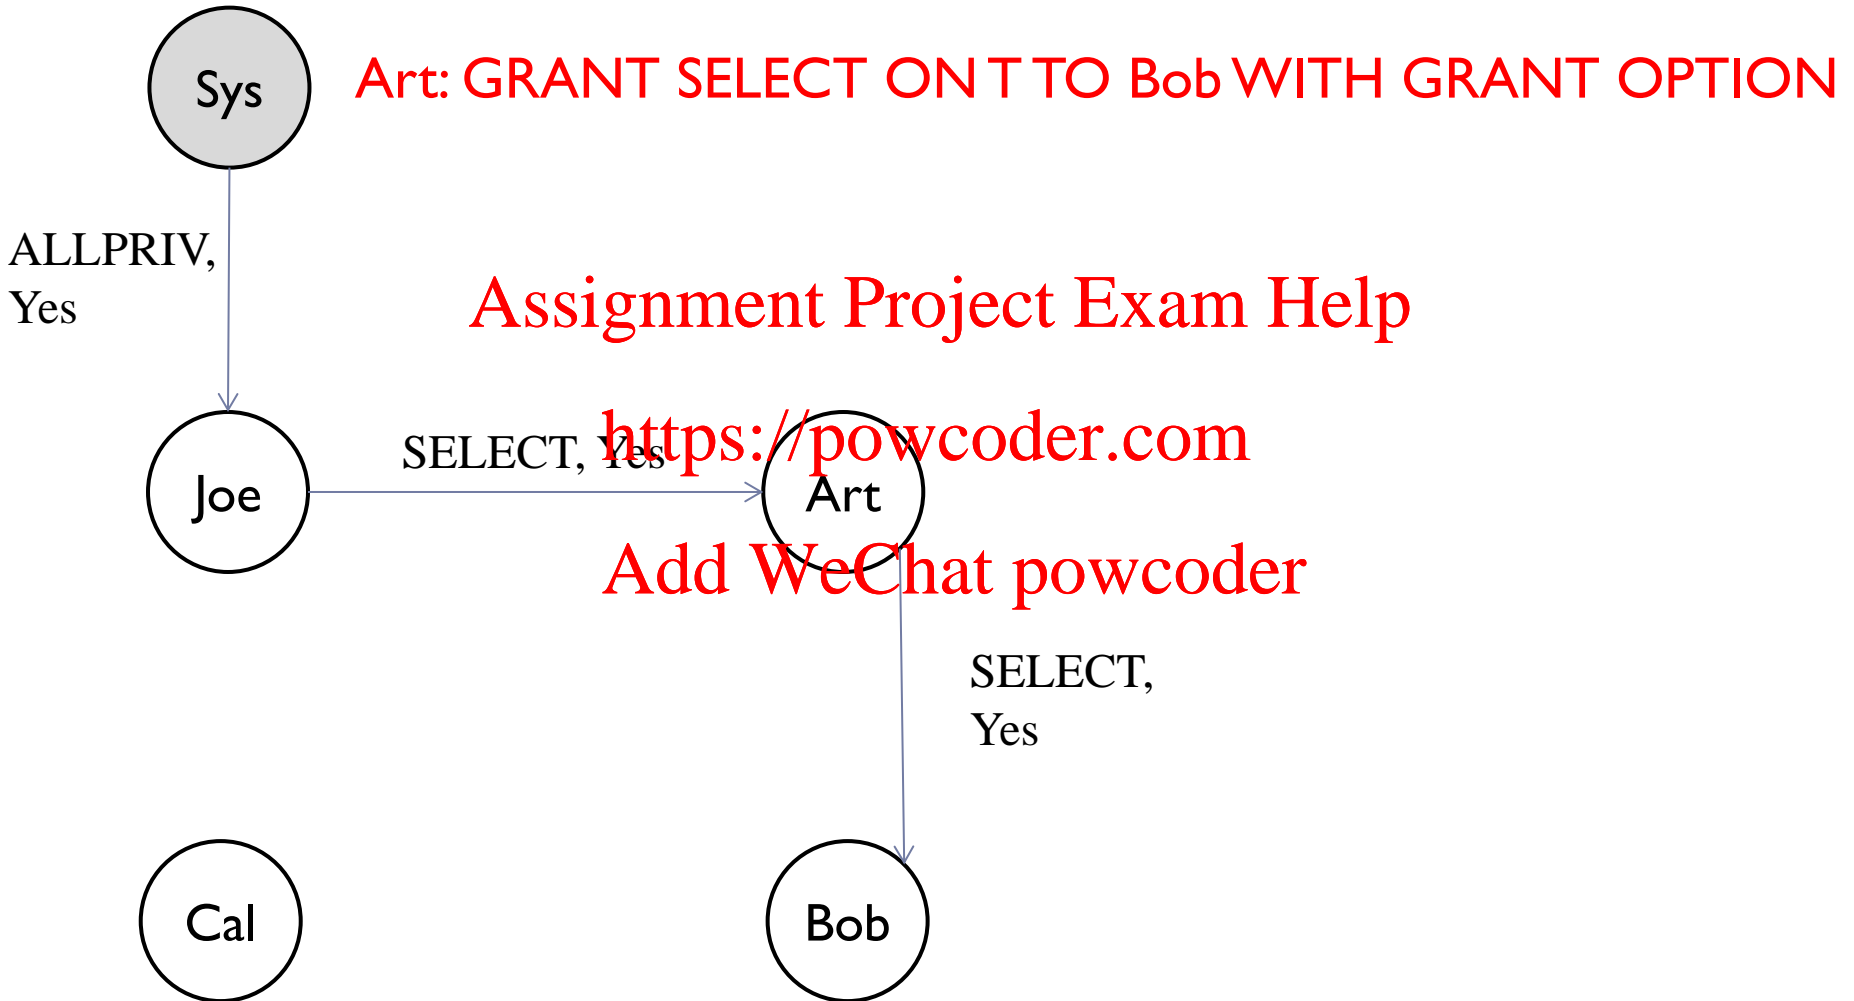 Sys
Art: GRANT SELECT ON T TO Bob WITH GRANT OPTION
ALLPRIV,
Yes
Assignment Project Exam Help
https://powcoder.com
SELECT, Yes
Joe
Art
Add WeChat powcoder
SELECT,
Yes
Cal
Bob